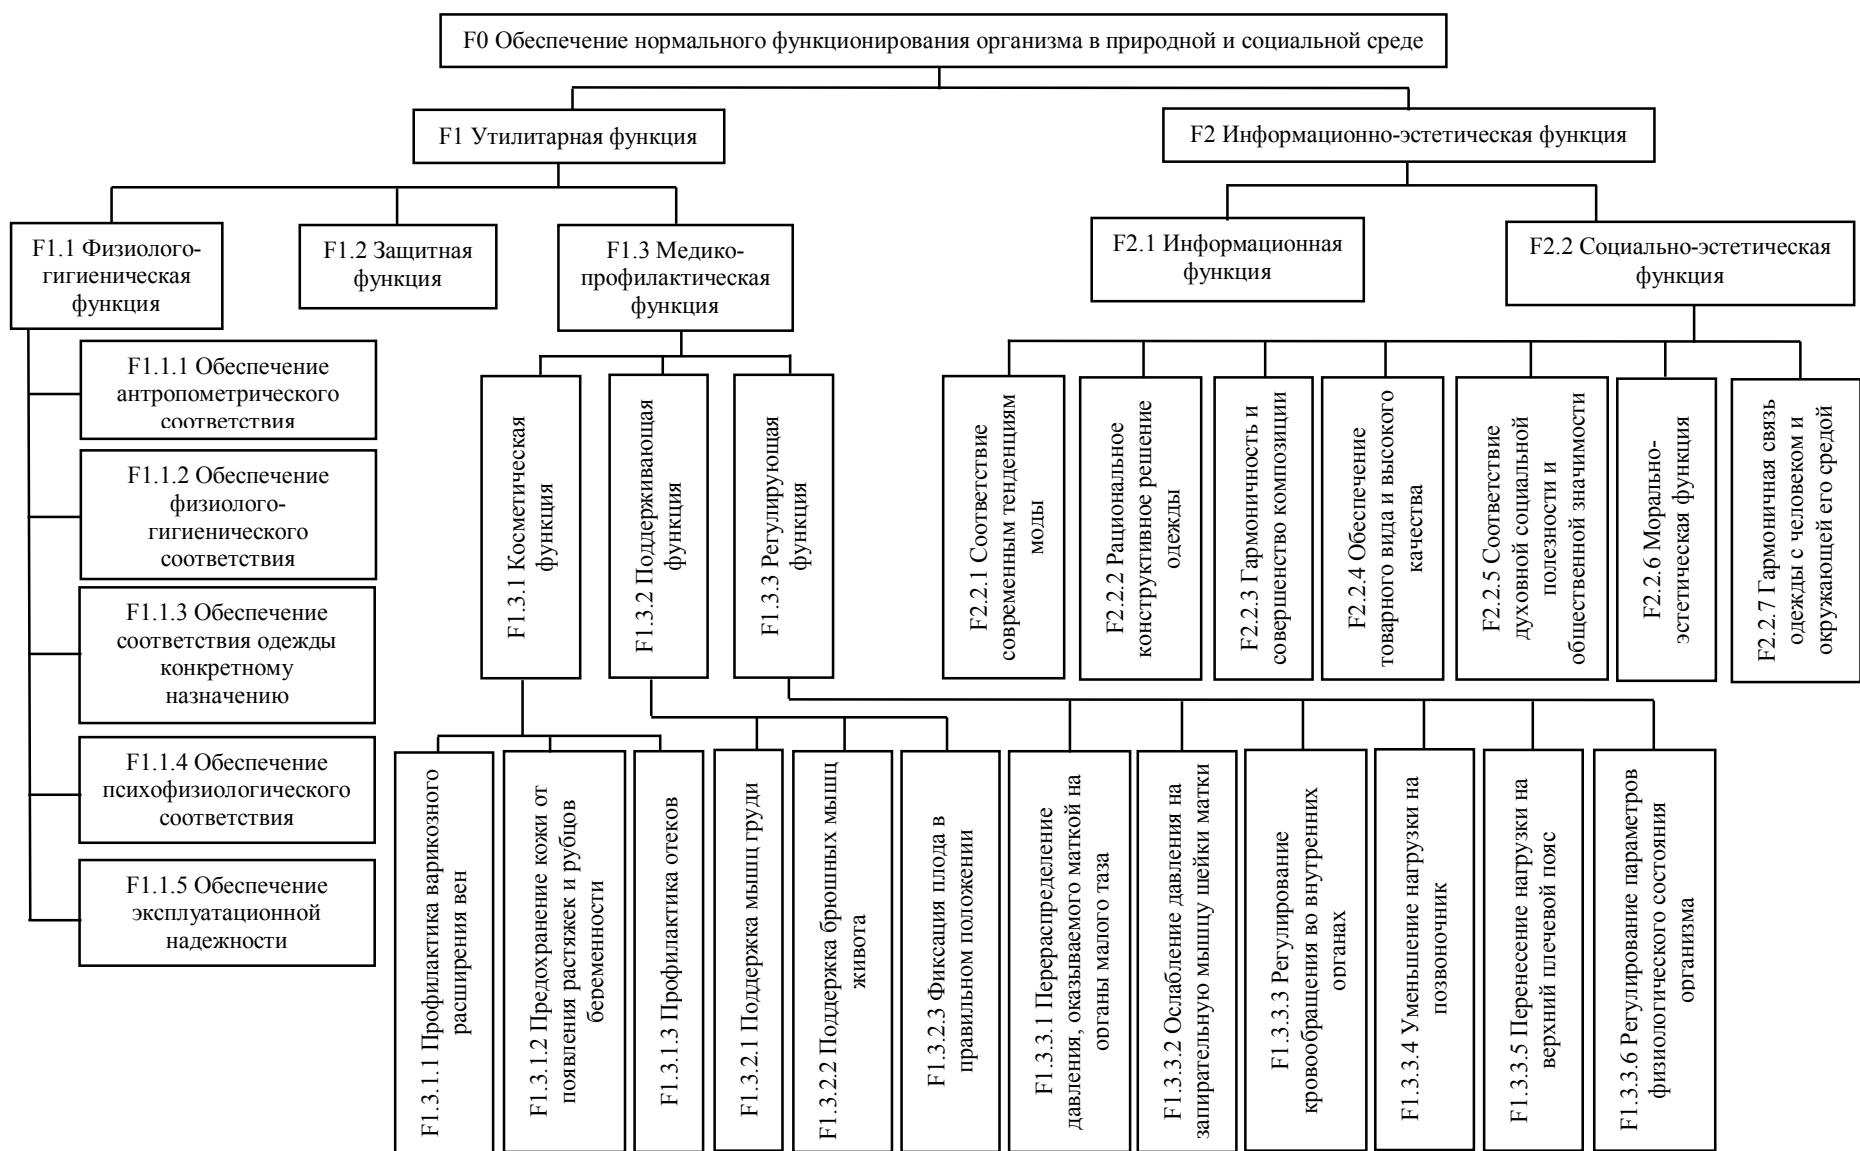 F0 Обеспечение нормального функционирования организма в природной и социальной среде
F1 Утилитарная функция
F2 Информационно-эстетическая функция
F1.1 Физиолого-
гигиеническая
функция
F1.2 Защитная
функция
F1.3 Медико-
профилактическая
функция
F2.1 Информационная
функция
F2.2 Социально-эстетическая
функция
F1.1.1 Обеспечение
антропометрического
соответствия
F1.1.2 Обеспечение
физиолого-
гигиенического
соответствия
F1.1.3 Обеспечение
соответствия одежды
конкретному
назначению
F1.1.4 Обеспечение
психофизиологического
соответствия
F1.1.5 Обеспечение
эксплуатационной
надежности
F1.3.1 Косметическая
функция
F1.3.2 Поддерживающая
функция
F1.3.3 Регулирующая
функция
F2.2.1 Соответствие
современным тенденциям
моды
F2.2.2 Рациональное
конструктивное решение
одежды
F2.2.3 Гармоничность и
совершенство композиции
F2.2.4 Обеспечение
товарного вида и высокого
качества
F2.2.5 Соответствие
духовной социальной
полезности и
общественной значимости
F2.2.6 Морально-
эстетическая функция
F2.2.7 Гармоничная связь
одежды с человеком и
окружающей его средой
F1.3.1.1 Профилактика варикозного
расширения вен
F1.3.1.2 Предохранение кожи от
появления растяжек и рубцов
беременности
F1.3.1.3 Профилактика отеков
F1.3.2.1 Поддержка мышц груди
F1.3.2.2 Поддержка брюшных мышц
живота
F1.3.2.3 Фиксация плода в
правильном положении
F1.3.3.1 Перераспределение
давления, оказываемого маткой на
органы малого таза
F1.3.3.2 Ослабление давления на
запирательную мышцу шейки матки
F1.3.3.3 Регулирование
кровообращения во внутренних
органах
F1.3.3.4 Уменьшение нагрузки на
позвоночник
F1.3.3.5 Перенесение нагрузки на
верхний плечевой пояс
F1.3.3.6 Регулирование параметров
физиологического состояния
организма